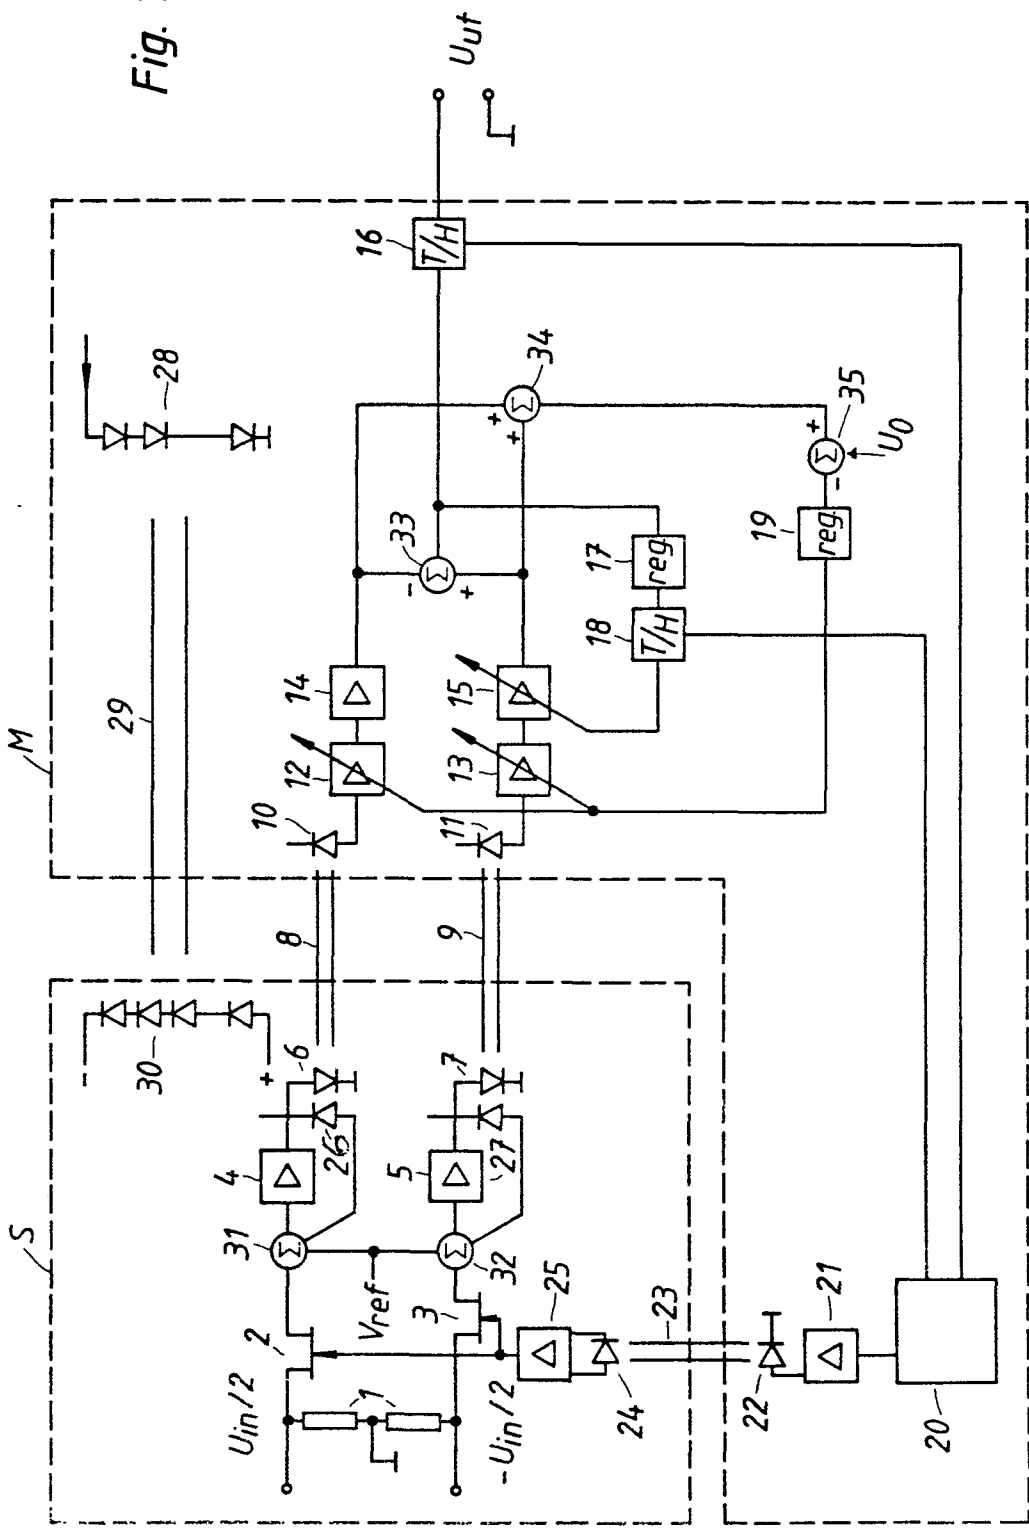 Fig.
M
S
29
28
30
-
+
Uut
16
T/H
10
12
14
33
-
+
Σ
34
+
+
Σ
8
6
26
4
31
Σ
Uin/2
2
1
Vref
9
11
13
15
7
27
5
32
Σ
3
-Uin/2
17
reg
18
T/H
19
reg.
35
+
-
Σ
U0
25
24
23
22
21
20